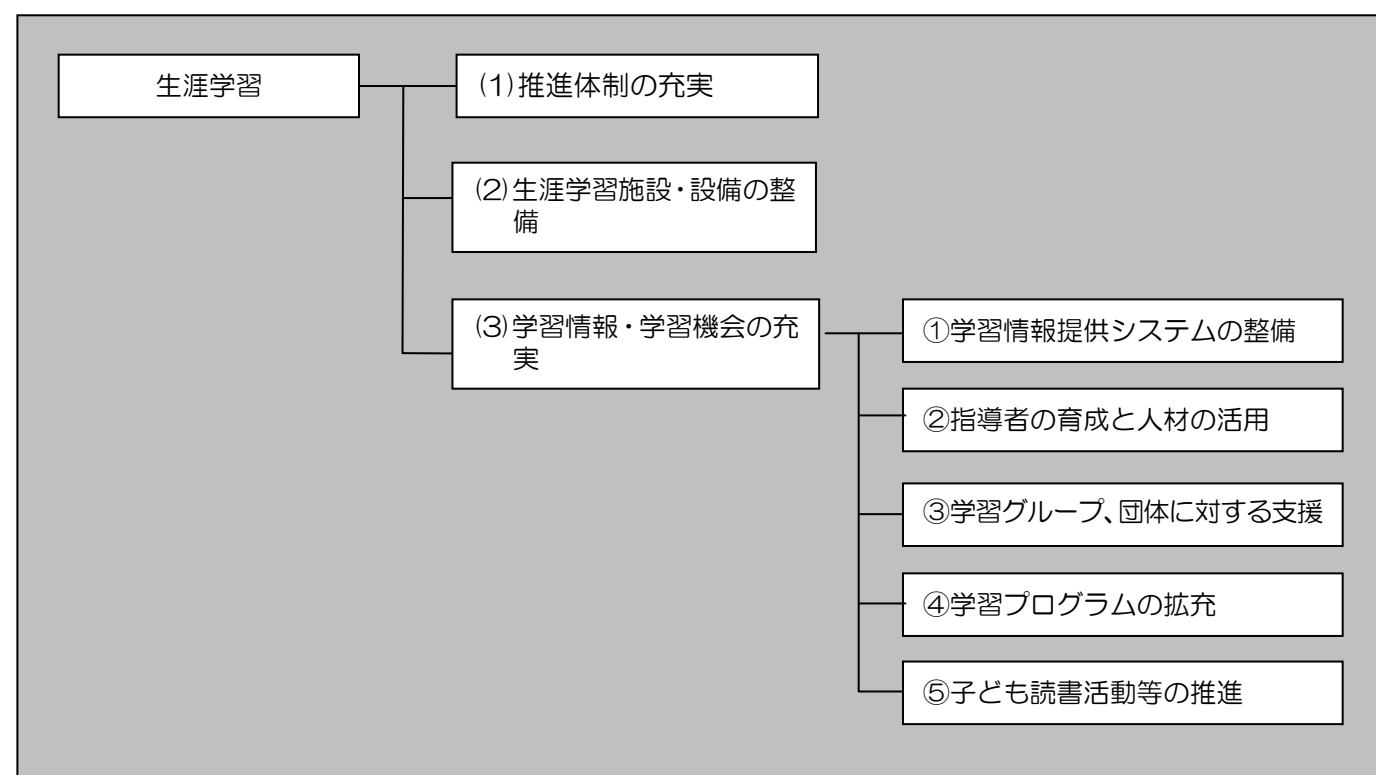 生涯学習
(1)推進体制の充実
(2)生涯学習施設・設備の整
備
(3)学習情報・学習機会の充
実
①学習情報提供システムの整備
②指導者の育成と人材の活用
③学習グループ、団体に対する支援
④学習プログラムの拡充
⑤子ども読書活動等の推進